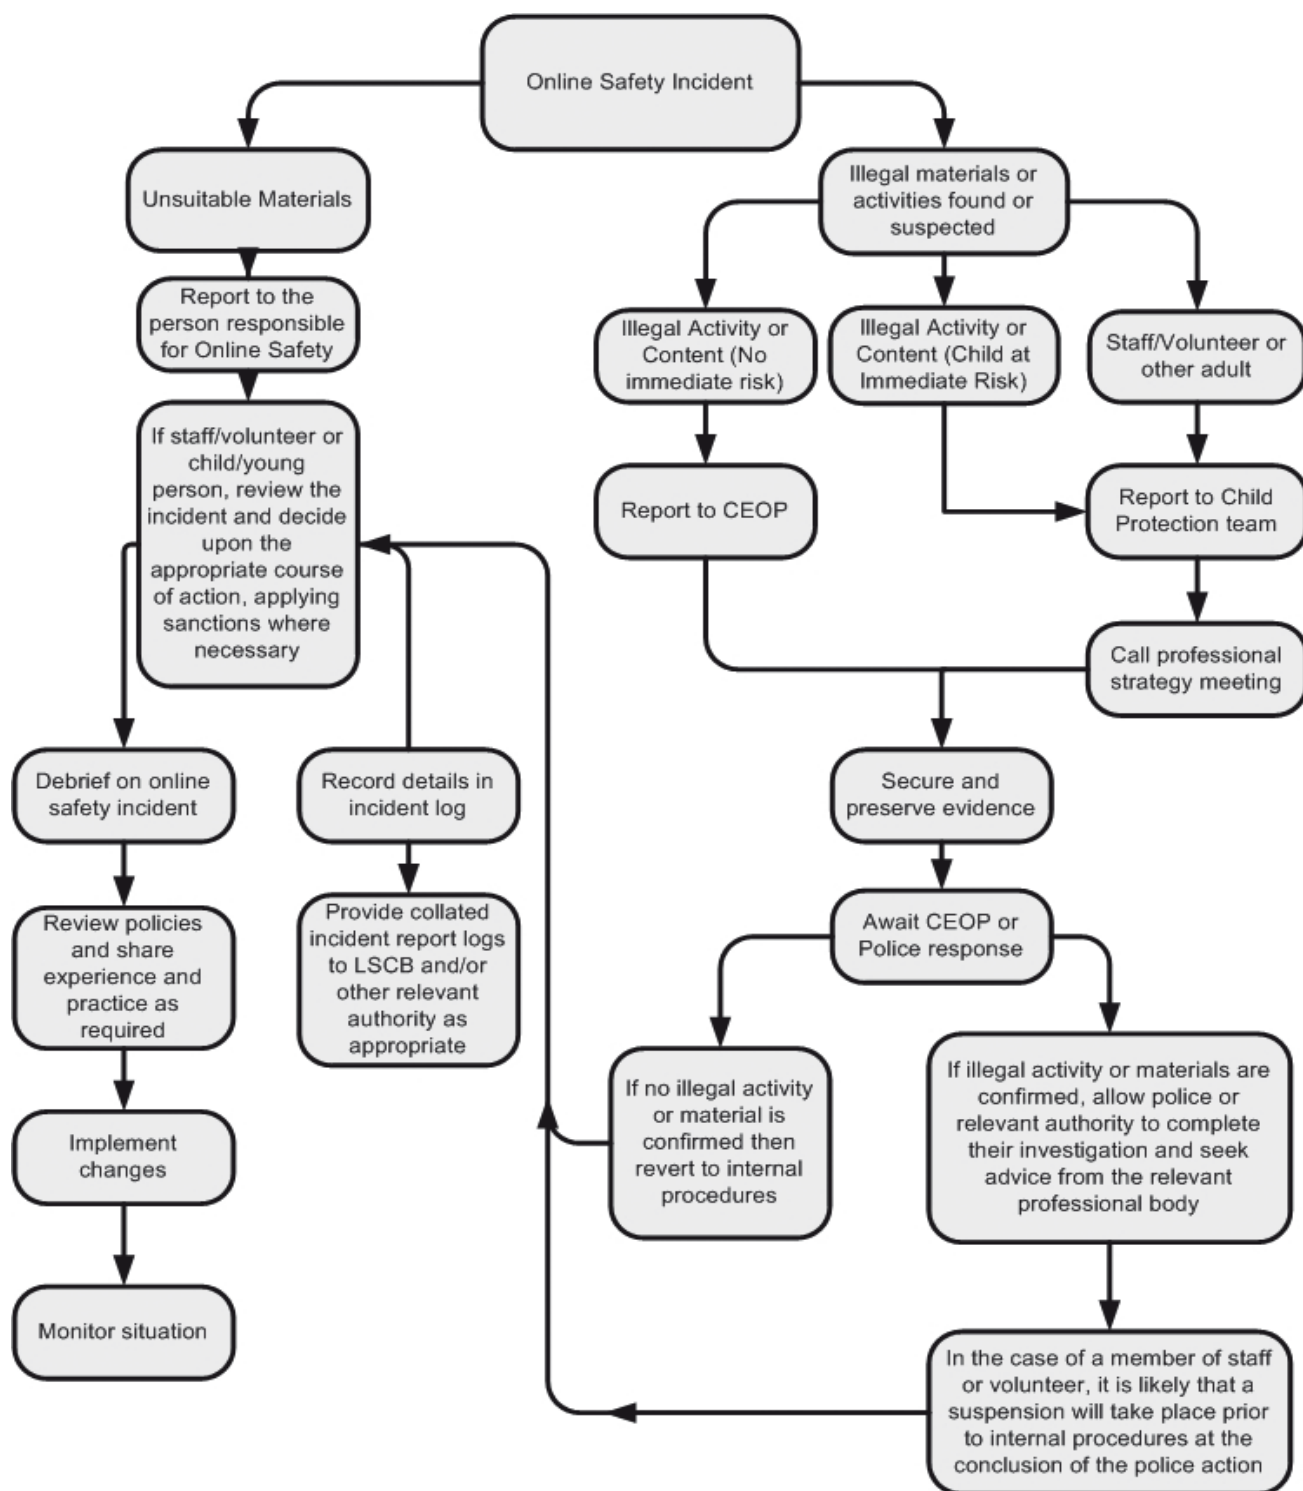 Online Safety Incident
Unsuitable Materials
Illegal materials or
activities found or
suspected
Report to the
person responsible
for Online Safety
Illegal Activity or
Content (No
immediate risk)
Illegal Activity or
Content (Child at
Immediate Risk)
Staff/Volunteer or
other adult
If staff/volunteer or
child/young
person, review the
incident and decide
upon the
appropriate course
of action, applying
sanctions where
necessary
Report to CEOP
Report to Child
Protection team
Call professional
strategy meeting
Debrief on online
safety incident
Record details in
incident log
Secure and
preserve evidence
Review policies
and share
experience and
practice as
required
Provide collated
incident report logs
to LSCB and/or
other relevant
authority as
appropriate
Await CEOP or
Police response
If no illegal activity
or material is
confirmed then
revert to internal
procedures
If illegal activity or materials are
confirmed, allow police or
relevant authority to complete
their investigation and seek
advice from the relevant
professional body
Implement
changes
Monitor situation
In the case of a member of staff
or volunteer, it is likely that a
suspension will take place prior
to internal procedures at the
conclusion of the police action